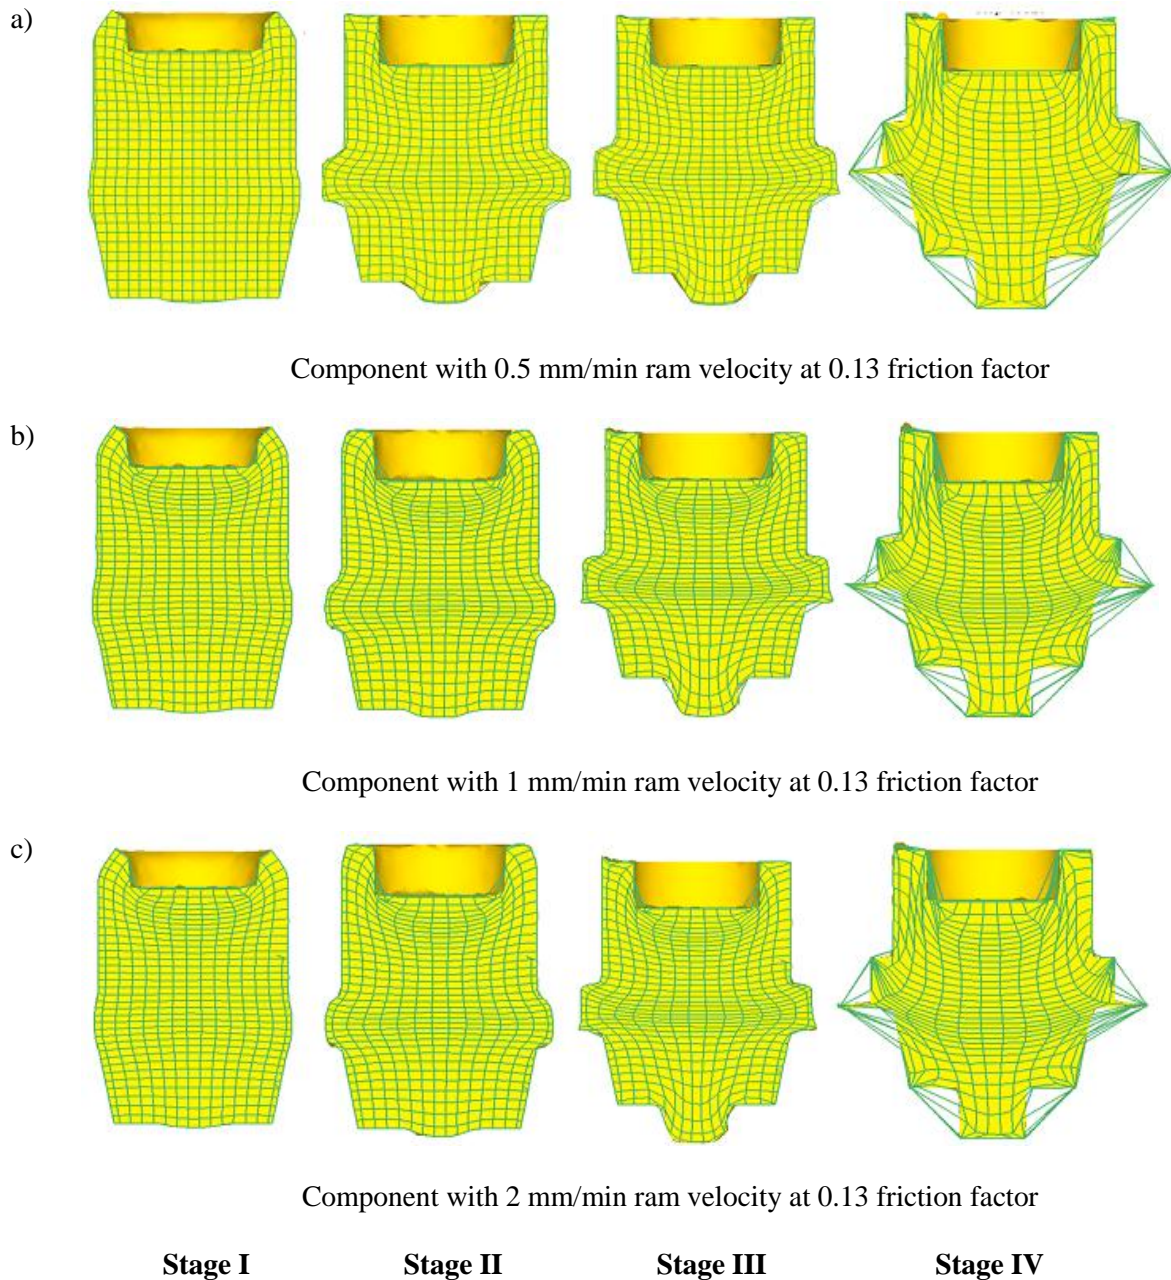 a)
Component with 0.5 mm/min ram velocity at 0.13 friction factor
b)
Component with 1 mm/min ram velocity at 0.13 friction factor
c)
Component with 2 mm/min ram velocity at 0.13 friction factor
Stage I Stage II Stage III Stage IV